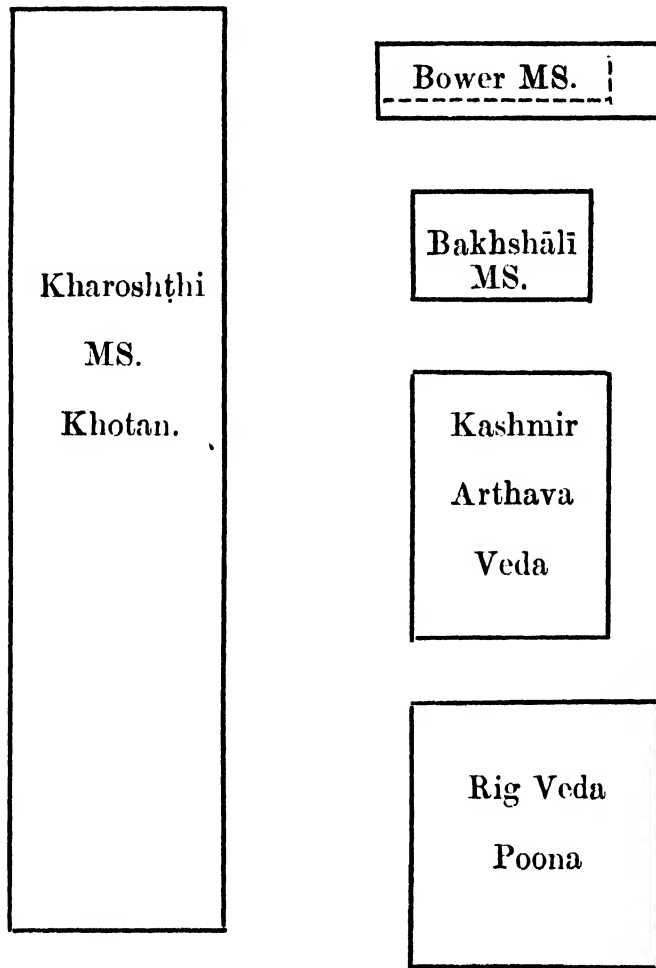 Kharoshṭhi
MS.
Khotan.
Bower MS.
Bakhshālī
MS.
Kashmir
Arthava
Veda
Rig Veda
Poona